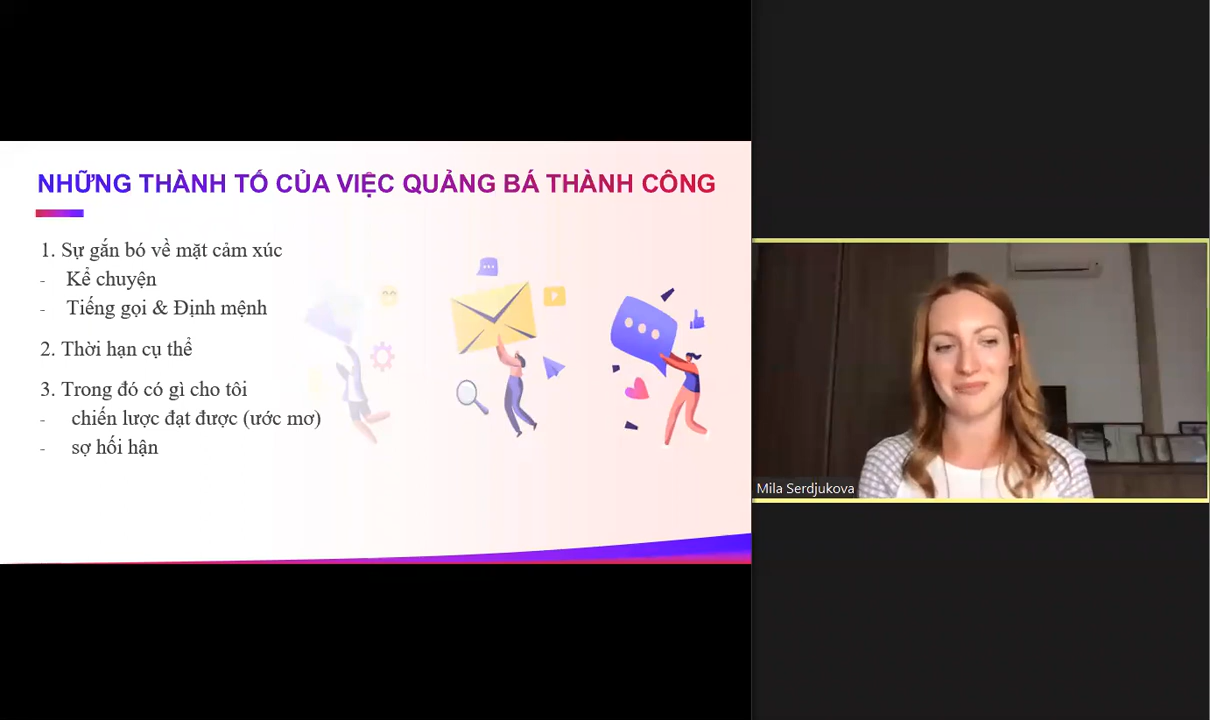 NHỮNG THÀNH TỐ CỦA VIỆC QUẢNG BÁ THÀNH CÔNG
1. Sự gắn bó về mặt cảm xúc
- Kể chuyện
- Tiếng gọi & Định mệnh
2. Thời hạn cụ thể
3. Trong đó có gì cho tôi
- chiến lược đạt được (ước mơ)
- sợ hối hận
Mila Serdjukova